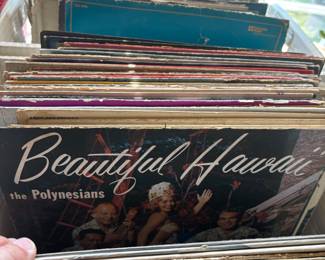 Beautiful Hawaii
the Polynesians